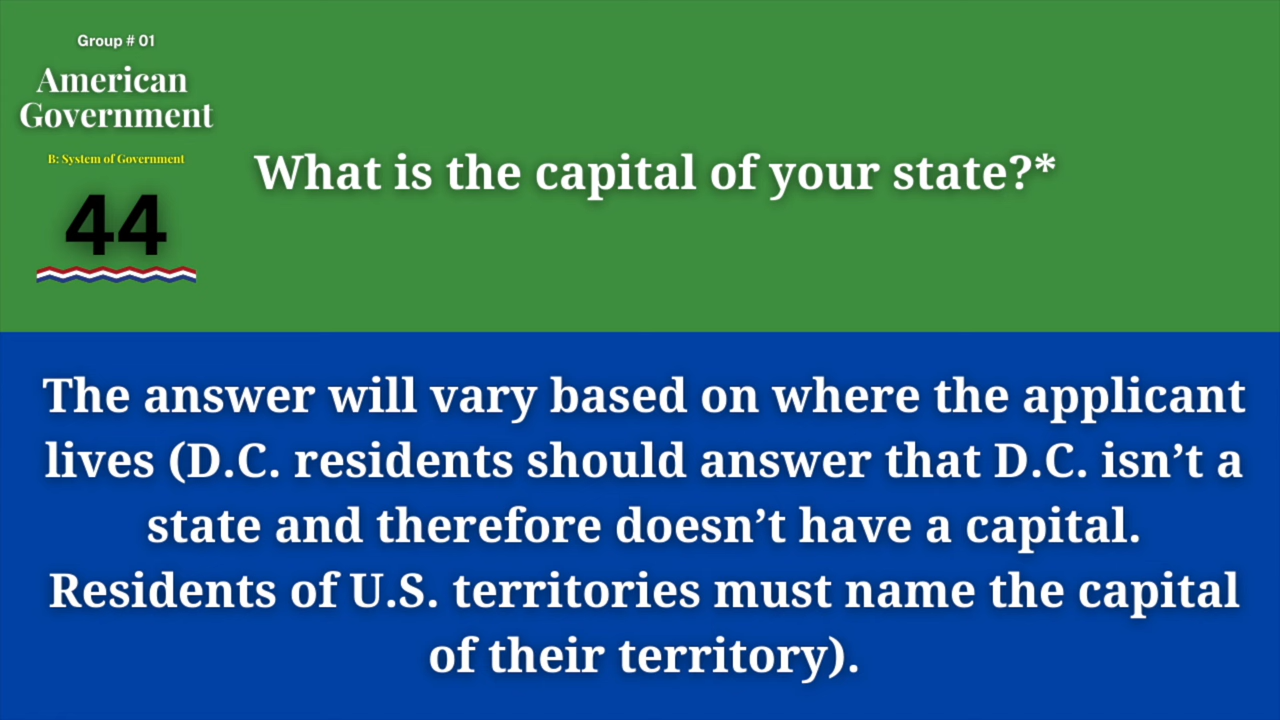 Group # 01
American
Government
B: System of Government
44
What is the capital of your state?*
The answer will vary based on where the applicant
lives (D.C. residents should answer that D.C. isn’t a
state and therefore doesn’t have a capital.
Residents of U.S. territories must name the capital
of their territory).